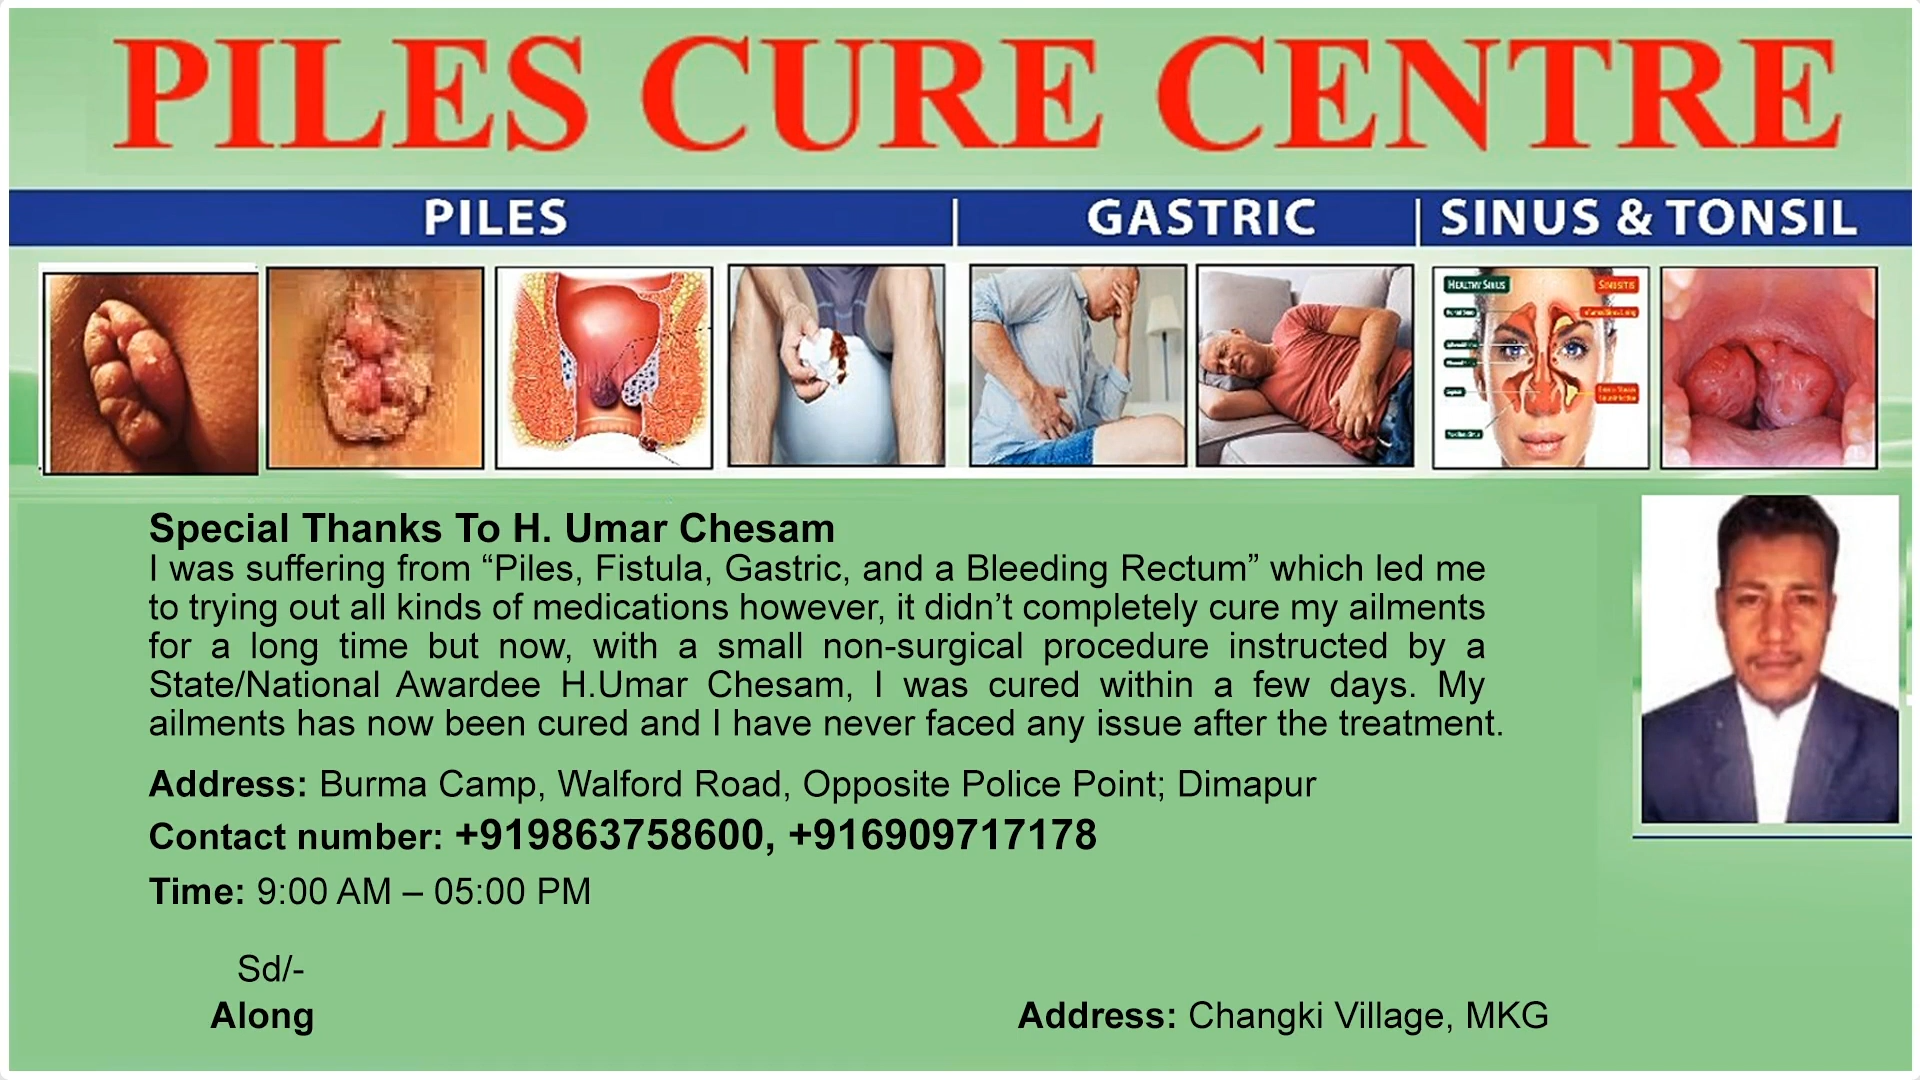 PILES CURE CENTRE
PILES | GASTRIC | SINUS & TONSIL
HEALTHY SINUS
SINUSITIS
Special Thanks To H. Umar Chesam
I was suffering from “Piles, Fistula, Gastric, and a Bleeding Rectum” which led me
to trying out all kinds of medications however, it didn’t completely cure my ailments
for a long time but now, with a small non-surgical procedure instructed by a
State/National Awardee H.Umar Chesam, I was cured within a few days. My
ailments has now been cured and I have never faced any issue after the treatment.
Address: Burma Camp, Walford Road, Opposite Police Point; Dimapur
Contact number: +919863758600, +916909717178
Time: 9:00 AM – 05:00 PM
Sd/-
Along
Address: Changki Village, MKG